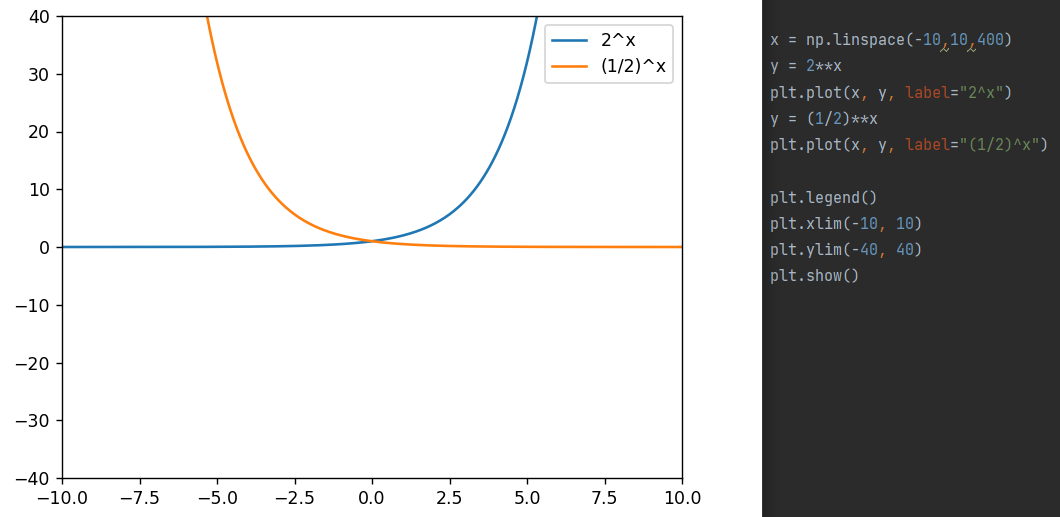 40
30
20
10
0
−10
−20
−30
−40
−10.0 −7.5 −5.0 −2.5 0.0 2.5 5.0 7.5 10.0
2^x
(1/2)^x
x = np.linspace(-10,10,400)
y = 2**x
plt.plot(x, y, label="2^x")
y = (1/2)**x
plt.plot(x, y, label="(1/2)^x")
plt.legend()
plt.xlim(-10, 10)
plt.ylim(-40, 40)
plt.show()